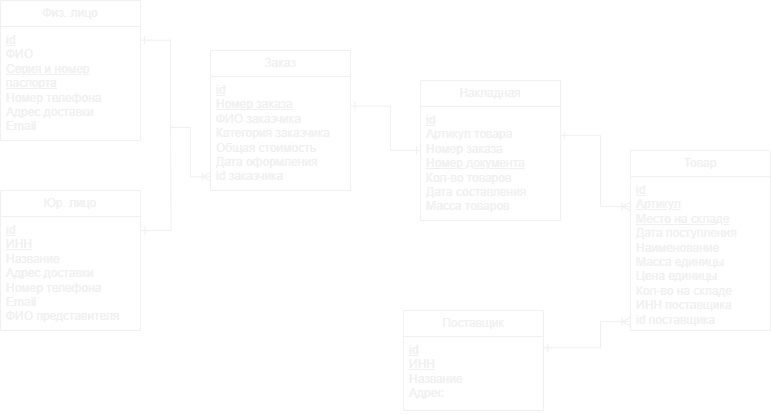 Физ. лицо
id
ФИО
Серия и номер
паспорта
Номер телефона
Адрес доставки
Email
Юр. лицо
id
ИНН
Название
Адрес доставки
Номер телефона
Email
ФИО представителя
Заказ
id
Номер заказа
ФИО заказчика
Категория заказчика
Общая стоимость
Дата оформления
id заказчика
Накладная
id
Артикул товара
Номер заказа
Номер документа
Кол-во товаров
Дата составления
Масса товаров
Товар
id
Артикул
Место на складе
Дата поступления
Наименование
Масса единицы
Цена единицы
Кол-во на складе
ИНН поставщика
id поставщика
Поставщик
id
ИНН
Название
Адрес